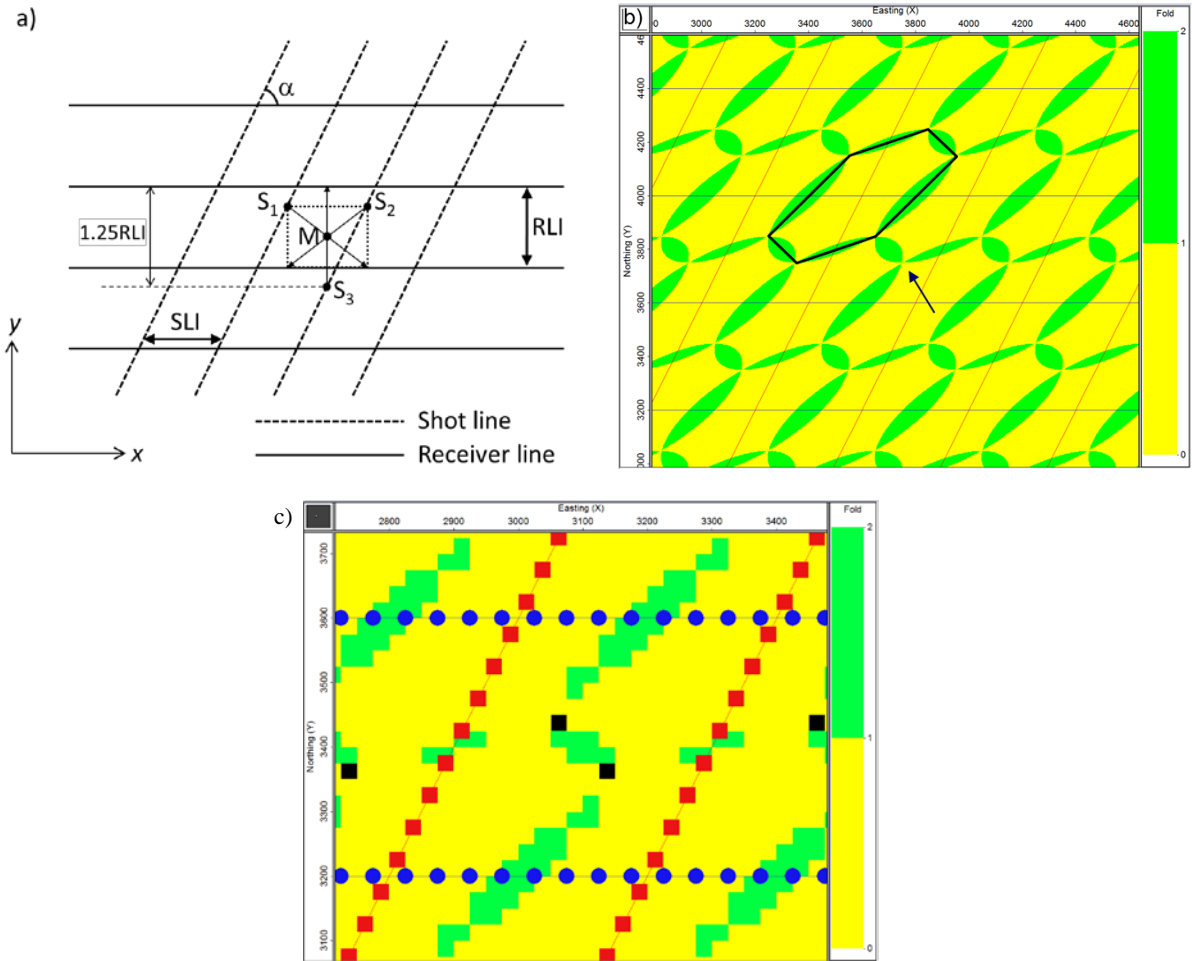 a)
α
S1
S2
M
1.25RLI
RLI
S3
SLI
y
x
Shot line
Receiver line
b)
Easting (X)
3000 3200 3400 3600 3800 4000 4200 4400 4600
Northing (Y)
4400
4200
4000
3800
3600
3400
3200
Fold
2
1
0
c)
Easting (X)
2800 2900 3000 3100 3200 3300 3400
Northing (Y)
3700
3600
3500
3400
3300
3200
3100
Fold
2
1
0